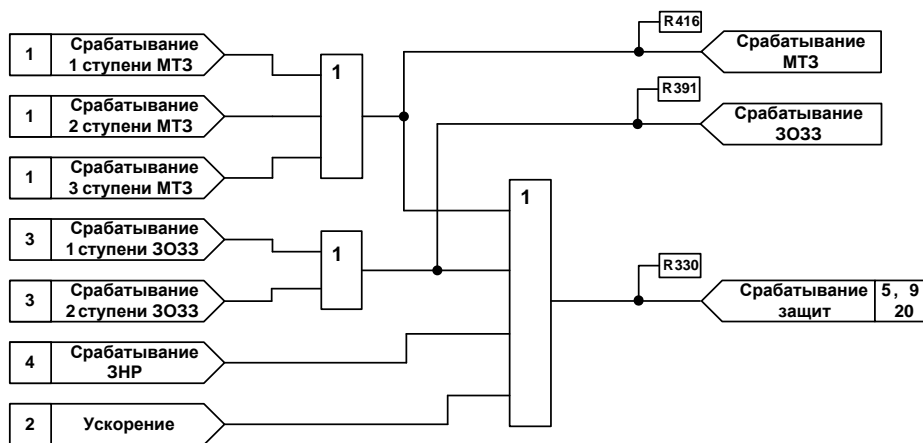 R416
1 Срабатывание
1 ступени МТЗ
1
Срабатывание
МТЗ
R391
1 Срабатывание
2 ступени МТЗ
Срабатывание
ЗОЗЗ
1 Срабатывание
3 ступени МТЗ
1
3 Срабатывание
1 ступени ЗОЗЗ
1
R330
3 Срабатывание
2 ступени ЗОЗЗ
Срабатывание
защит
5, 9
20
4 Срабатывание
ЗНР
2 Ускорение